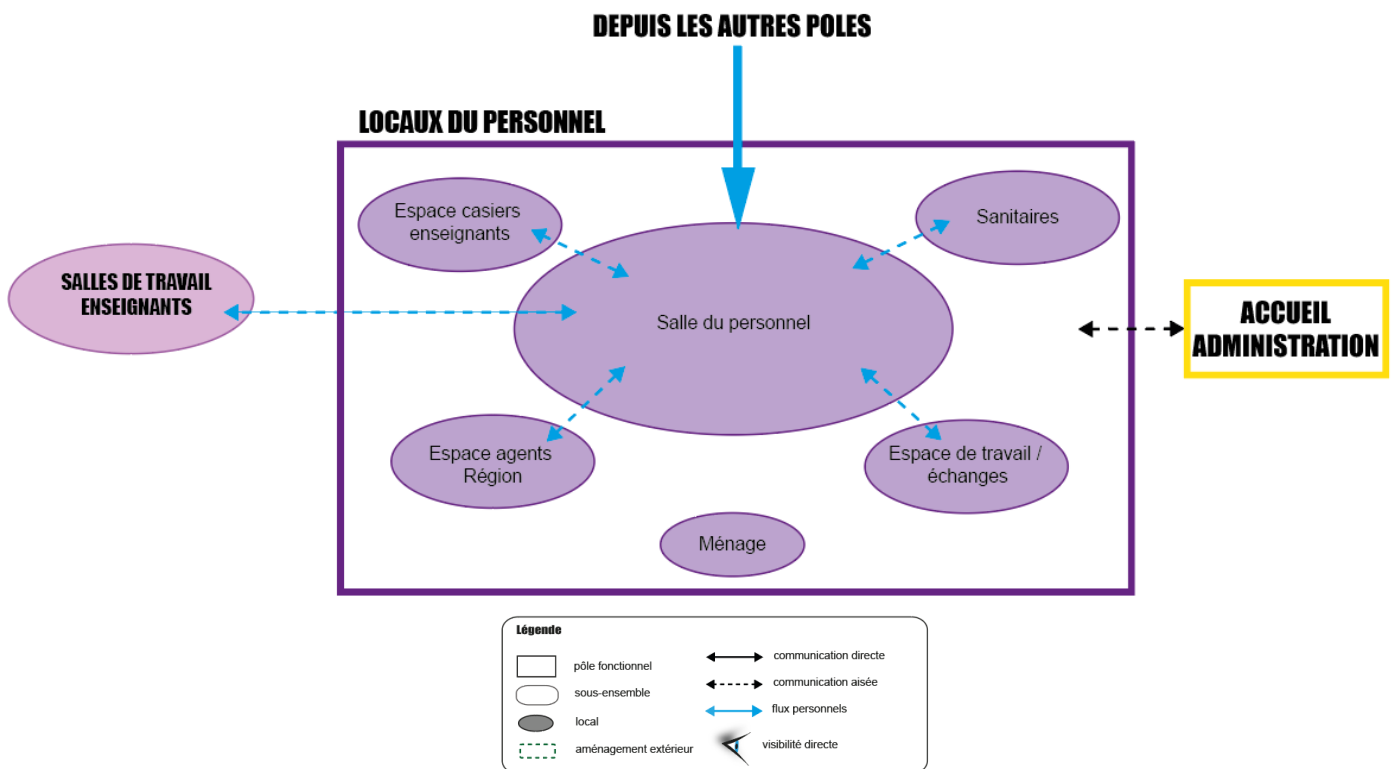 DEPUIS LES AUTRES POLES
LOCAUX DU PERSONNEL
Espace casiers
enseignants
Sanitaires
SALLES DE TRAVAIL
ENSEIGNANTS
Salle du personnel
ACCUEIL
ADMINISTRATION
Espace agents
Région
Espace de travail /
échanges
Ménage
Légende
pôle fonctionnel
sous-ensemble
local
aménagement extérieur
communication directe
communication aisée
flux personnels
visibilité directe